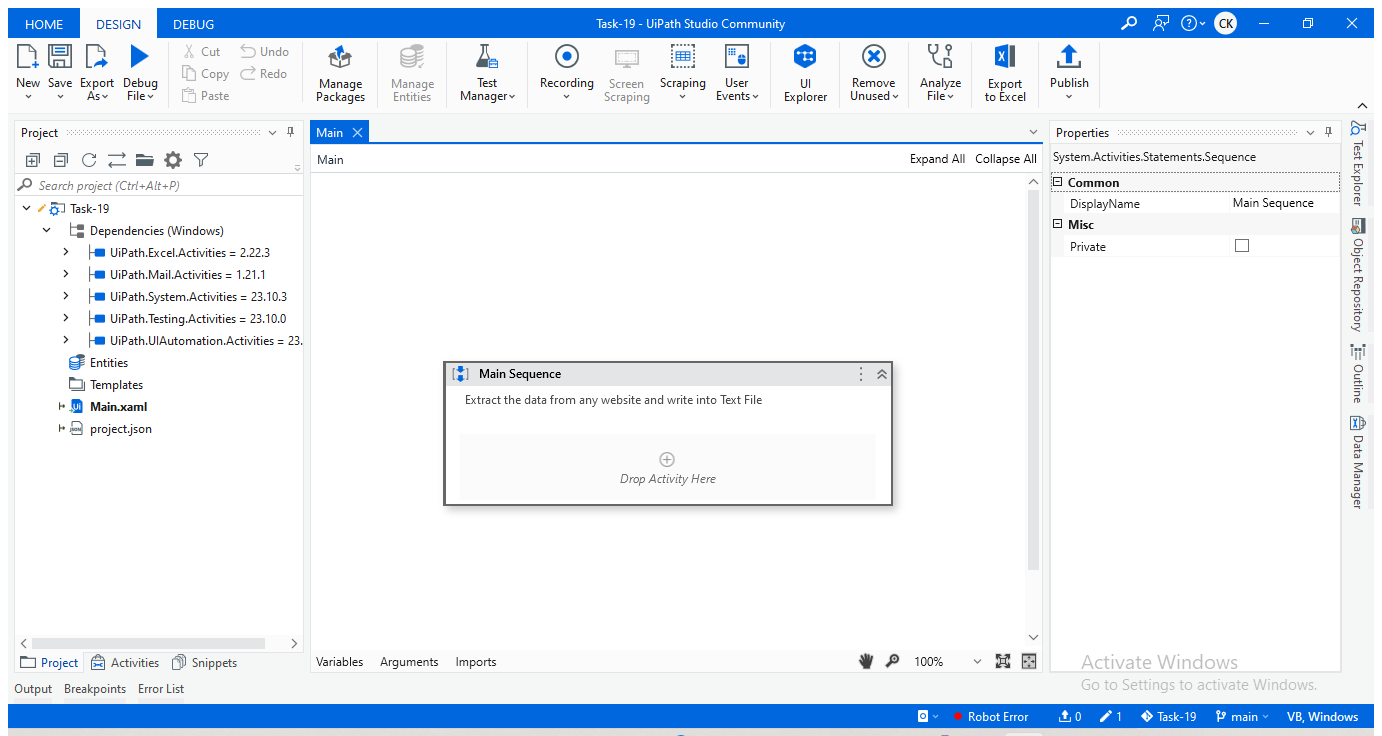 HOME DESIGN DEBUG Task-19 - UiPath Studio Community CK
New Save Export As Debug File
Cut Undo
Copy Redo
Paste
Manage Packages
Manage Entities
Test Manager
Recording
Screen Scraping
Scraping
User Events
UI Explorer
Remove Unused
Analyze File
Export to Excel
Publish
Project
Search project (Ctrl+Alt+P)
Task-19
Dependencies (Windows)
UiPath.Excel.Activities = 2.22.3
UiPath.Mail.Activities = 1.21.1
UiPath.System.Activities = 23.10.3
UiPath.Testing.Activities = 23.10.0
UiPath.UIAutomation.Activities = 23.
Entities
Templates
Main.xaml
project.json
Project Activities Snippets
Main
Main Expand All Collapse All
Main Sequence
Extract the data from any website and write into Text File
Drop Activity Here
Variables Arguments Imports 100%
Properties
System.Activities.Statements.Sequence
Common
DisplayName Main Sequence
Misc
Private
Test Explorer
Object Repository
Outline
Data Manager
Activate Windows
Go to Settings to activate Windows.
Output Breakpoints Error List
Robot Error 0 1 Task-19 main VB, Windows